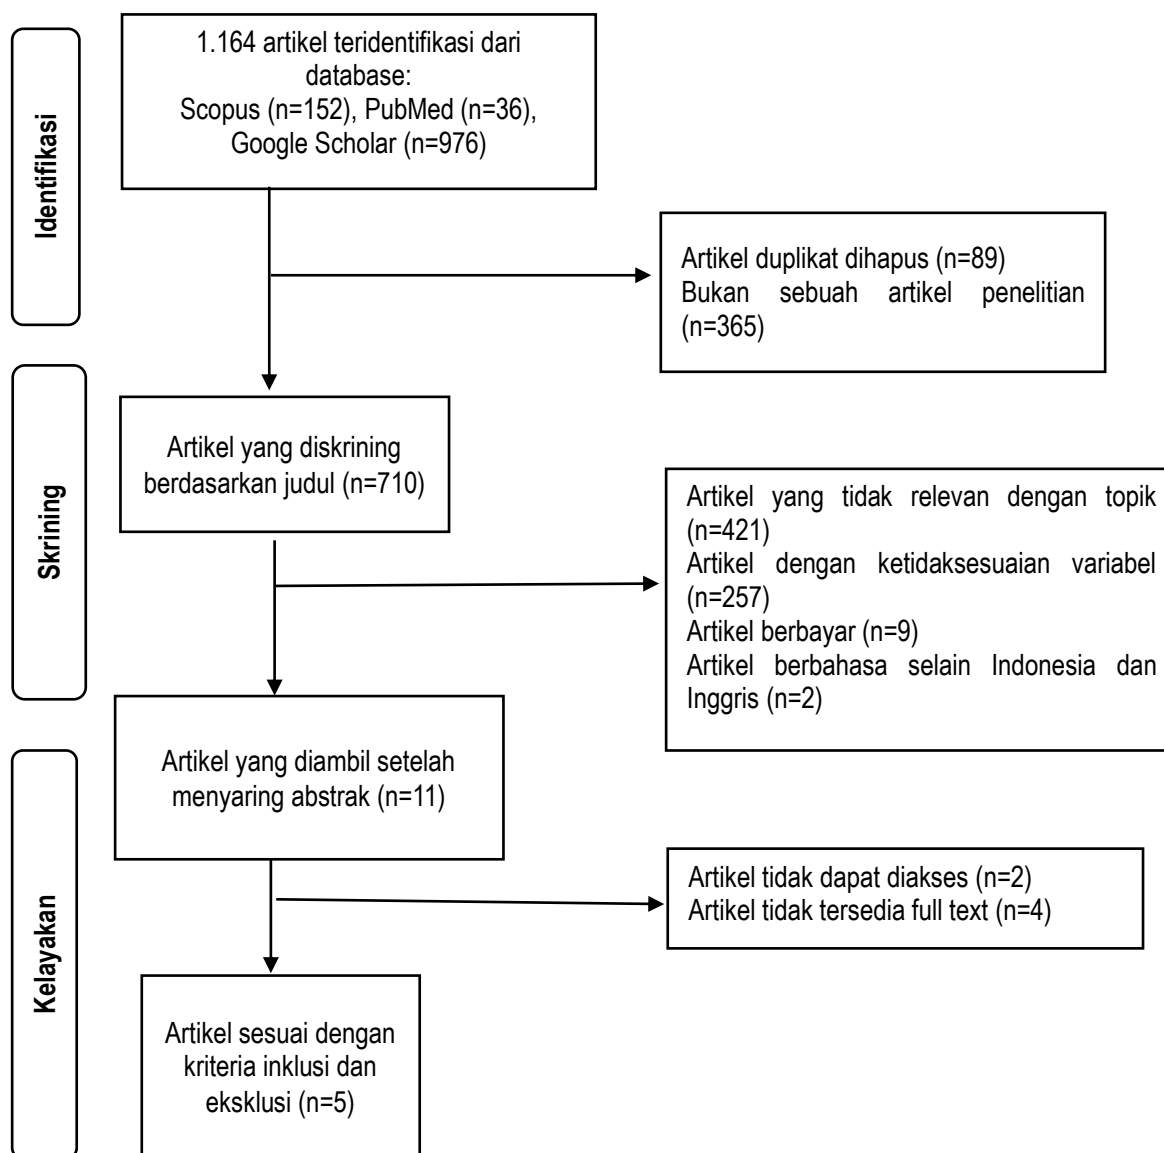 Identifikasi
1.164 artikel teridentifikasi dari
database:
Scopus (n=152), PubMed (n=36),
Google Scholar (n=976)
Artikel duplikat dihapus (n=89)
Bukan sebuah artikel penelitian
(n=365)
Skrining
Artikel yang diskrining
berdasarkan judul (n=710)
Artikel yang tidak relevan dengan topik
(n=421)
Artikel dengan ketidaksesuaian variabel
(n=257)
Artikel berbayar (n=9)
Artikel berbahasa selain Indonesia dan
Inggris (n=2)
Artikel yang diambil setelah
menyaring abstrak (n=11)
Kelayakan
Artikel tidak dapat diakses (n=2)
Artikel tidak tersedia full text (n=4)
Artikel sesuai dengan
kriteria inklusi dan
eksklusi (n=5)